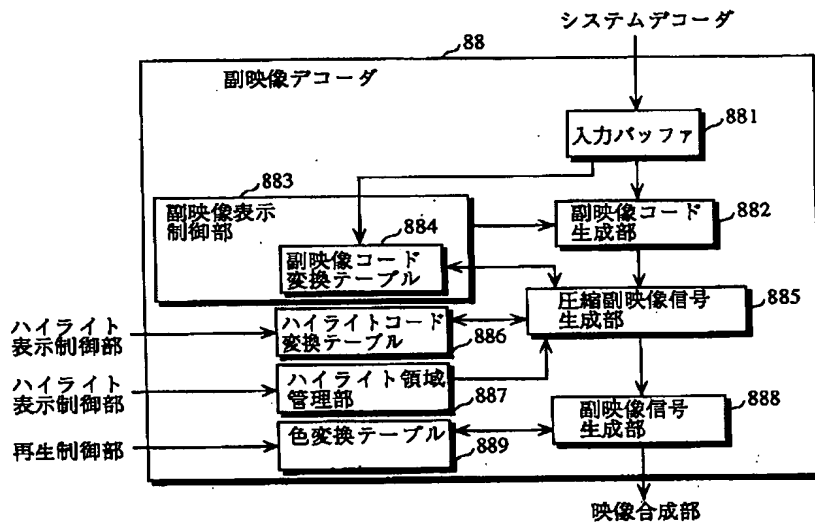 システムデコーダ
88
副映像デコーダ
881
入力バッファ
883
副映像表示
制御部
884
副映像コード
変換テーブル
副映像コード
生成部
882
圧縮副映像信号
生成部
885
ハイライト
表示制御部
ハイライトコード
変換テーブル
886
ハイライト
表示制御部
ハイライト領域
管理部
887
副映像信号
生成部
888
再生制御部
色変換テーブル
889
映像合成部